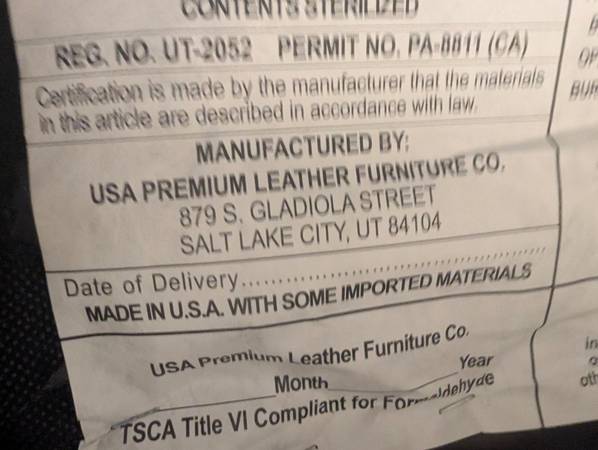 CONTENTS STERILIZED
REG. NO. UT-2052 PERMIT NO. PA-8811 (CA)
Certification is made by the manufacturer that the materials
in this article are described in accordance with law.
MANUFACTURED BY:
USA PREMIUM LEATHER FURNITURE CO.
879 S. GLADIOLA STREET
SALT LAKE CITY, UT 84104
Date of Delivery
MADE IN U.S.A. WITH SOME IMPORTED MATERIALS
USA Premium Leather Furniture Co.
Month Year
TSCA Title VI Compliant for Formaldehyde